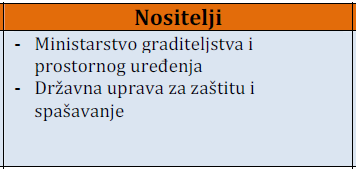 Nositelji
- Ministarstvo graditeljstva i
prostornog uređenja
- Državna uprava za zaštitu i
spašavanje